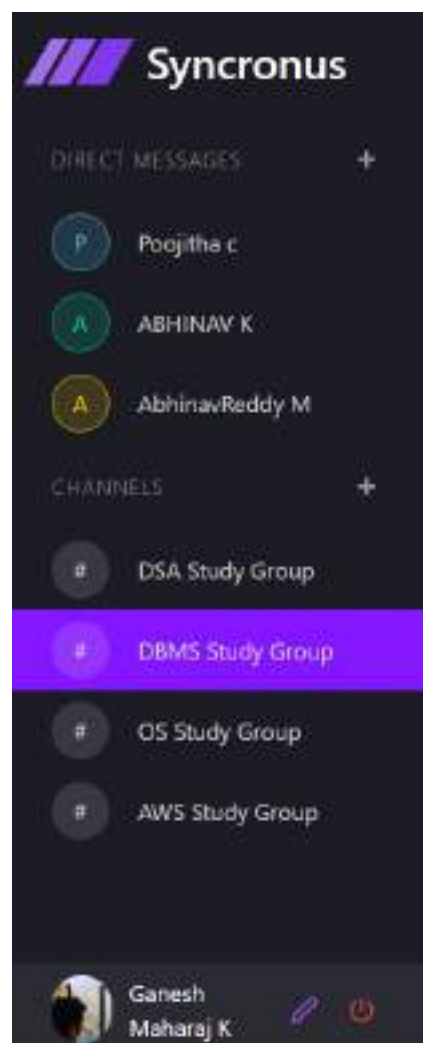 Syncronus
DIRECT MESSAGES +
P Poojitha c
A ABHINAV K
A AbhinavReddy M
CHANNELS +
# DSA Study Group
# DBMS Study Group
# OS Study Group
# AWS Study Group
Ganesh
Maharaj K